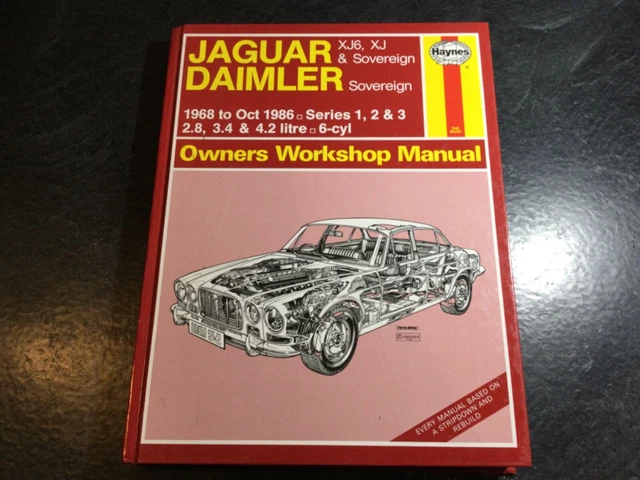 JAGUAR XJ6, XJ & Sovereign
DAIMLER Sovereign
Haynes
1968 to Oct 1986 □ Series 1, 2 & 3
2.8, 3.4 & 4.2 litre □ 6-cyl
Owners Workshop Manual
EVERY MANUAL BASED ON
A STRIPDOWN AND
REBUILD